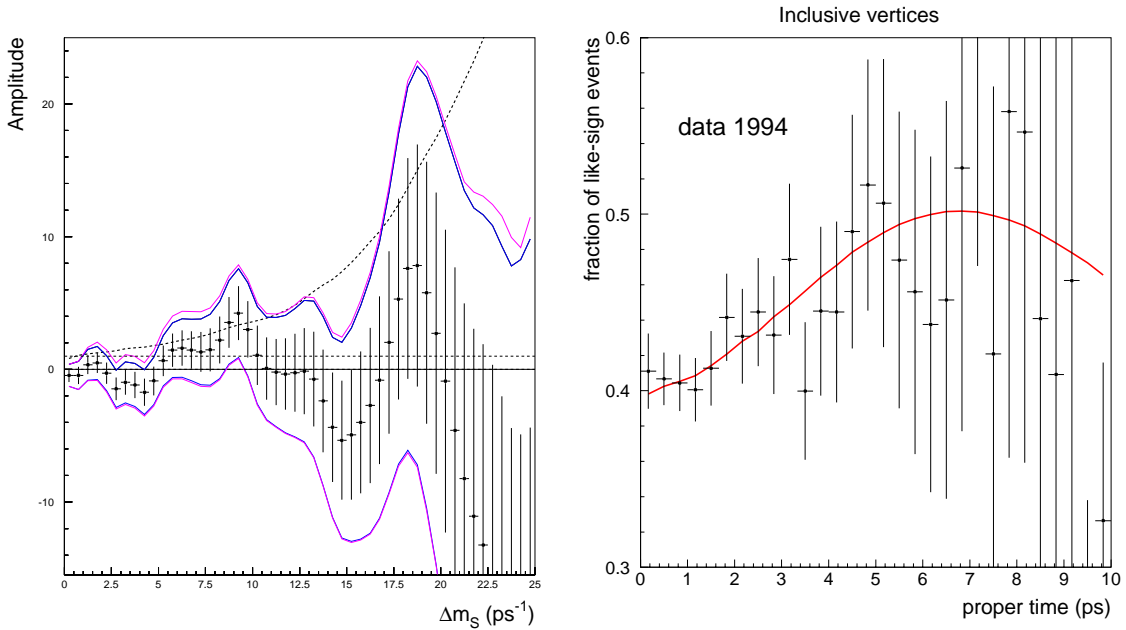 Amplitude
20
10
0
-10
0 2.5 5 7.5 10 12.5 15 17.5 20 22.5 25
Δm_S (ps⁻¹)
Inclusive vertices
fraction of like-sign events
data 1994
0.6
0.5
0.4
0.3
0 1 2 3 4 5 6 7 8 9 10
proper time (ps)